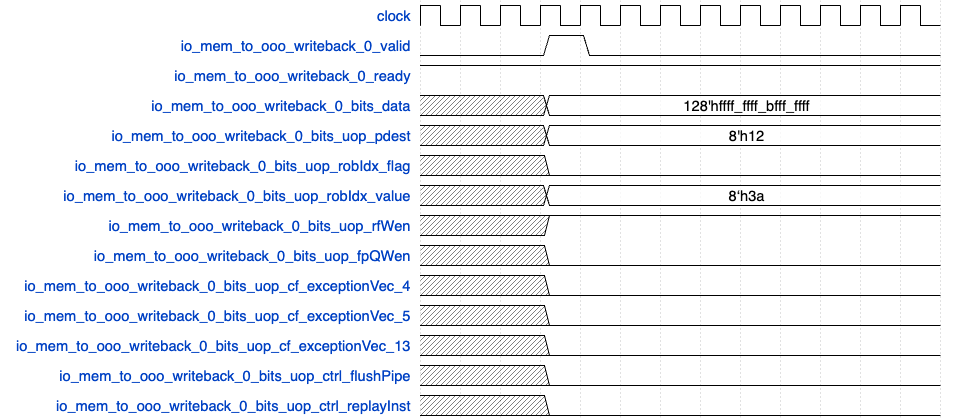 clock
io_mem_to_ooo_writeback_0_valid
io_mem_to_ooo_writeback_0_ready
io_mem_to_ooo_writeback_0_bits_data 128'hffff_ffff_bfff_ffff
io_mem_to_ooo_writeback_0_bits_uop_pdest 8'h12
io_mem_to_ooo_writeback_0_bits_uop_robIdx_flag
io_mem_to_ooo_writeback_0_bits_uop_robIdx_value 8'h3a
io_mem_to_ooo_writeback_0_bits_uop_rfWen
io_mem_to_ooo_writeback_0_bits_uop_fpQWen
io_mem_to_ooo_writeback_0_bits_uop_cf_exceptionVec_4
io_mem_to_ooo_writeback_0_bits_uop_cf_exceptionVec_5
io_mem_to_ooo_writeback_0_bits_uop_cf_exceptionVec_13
io_mem_to_ooo_writeback_0_bits_uop_ctrl_flushPipe
io_mem_to_ooo_writeback_0_bits_uop_ctrl_replayInst